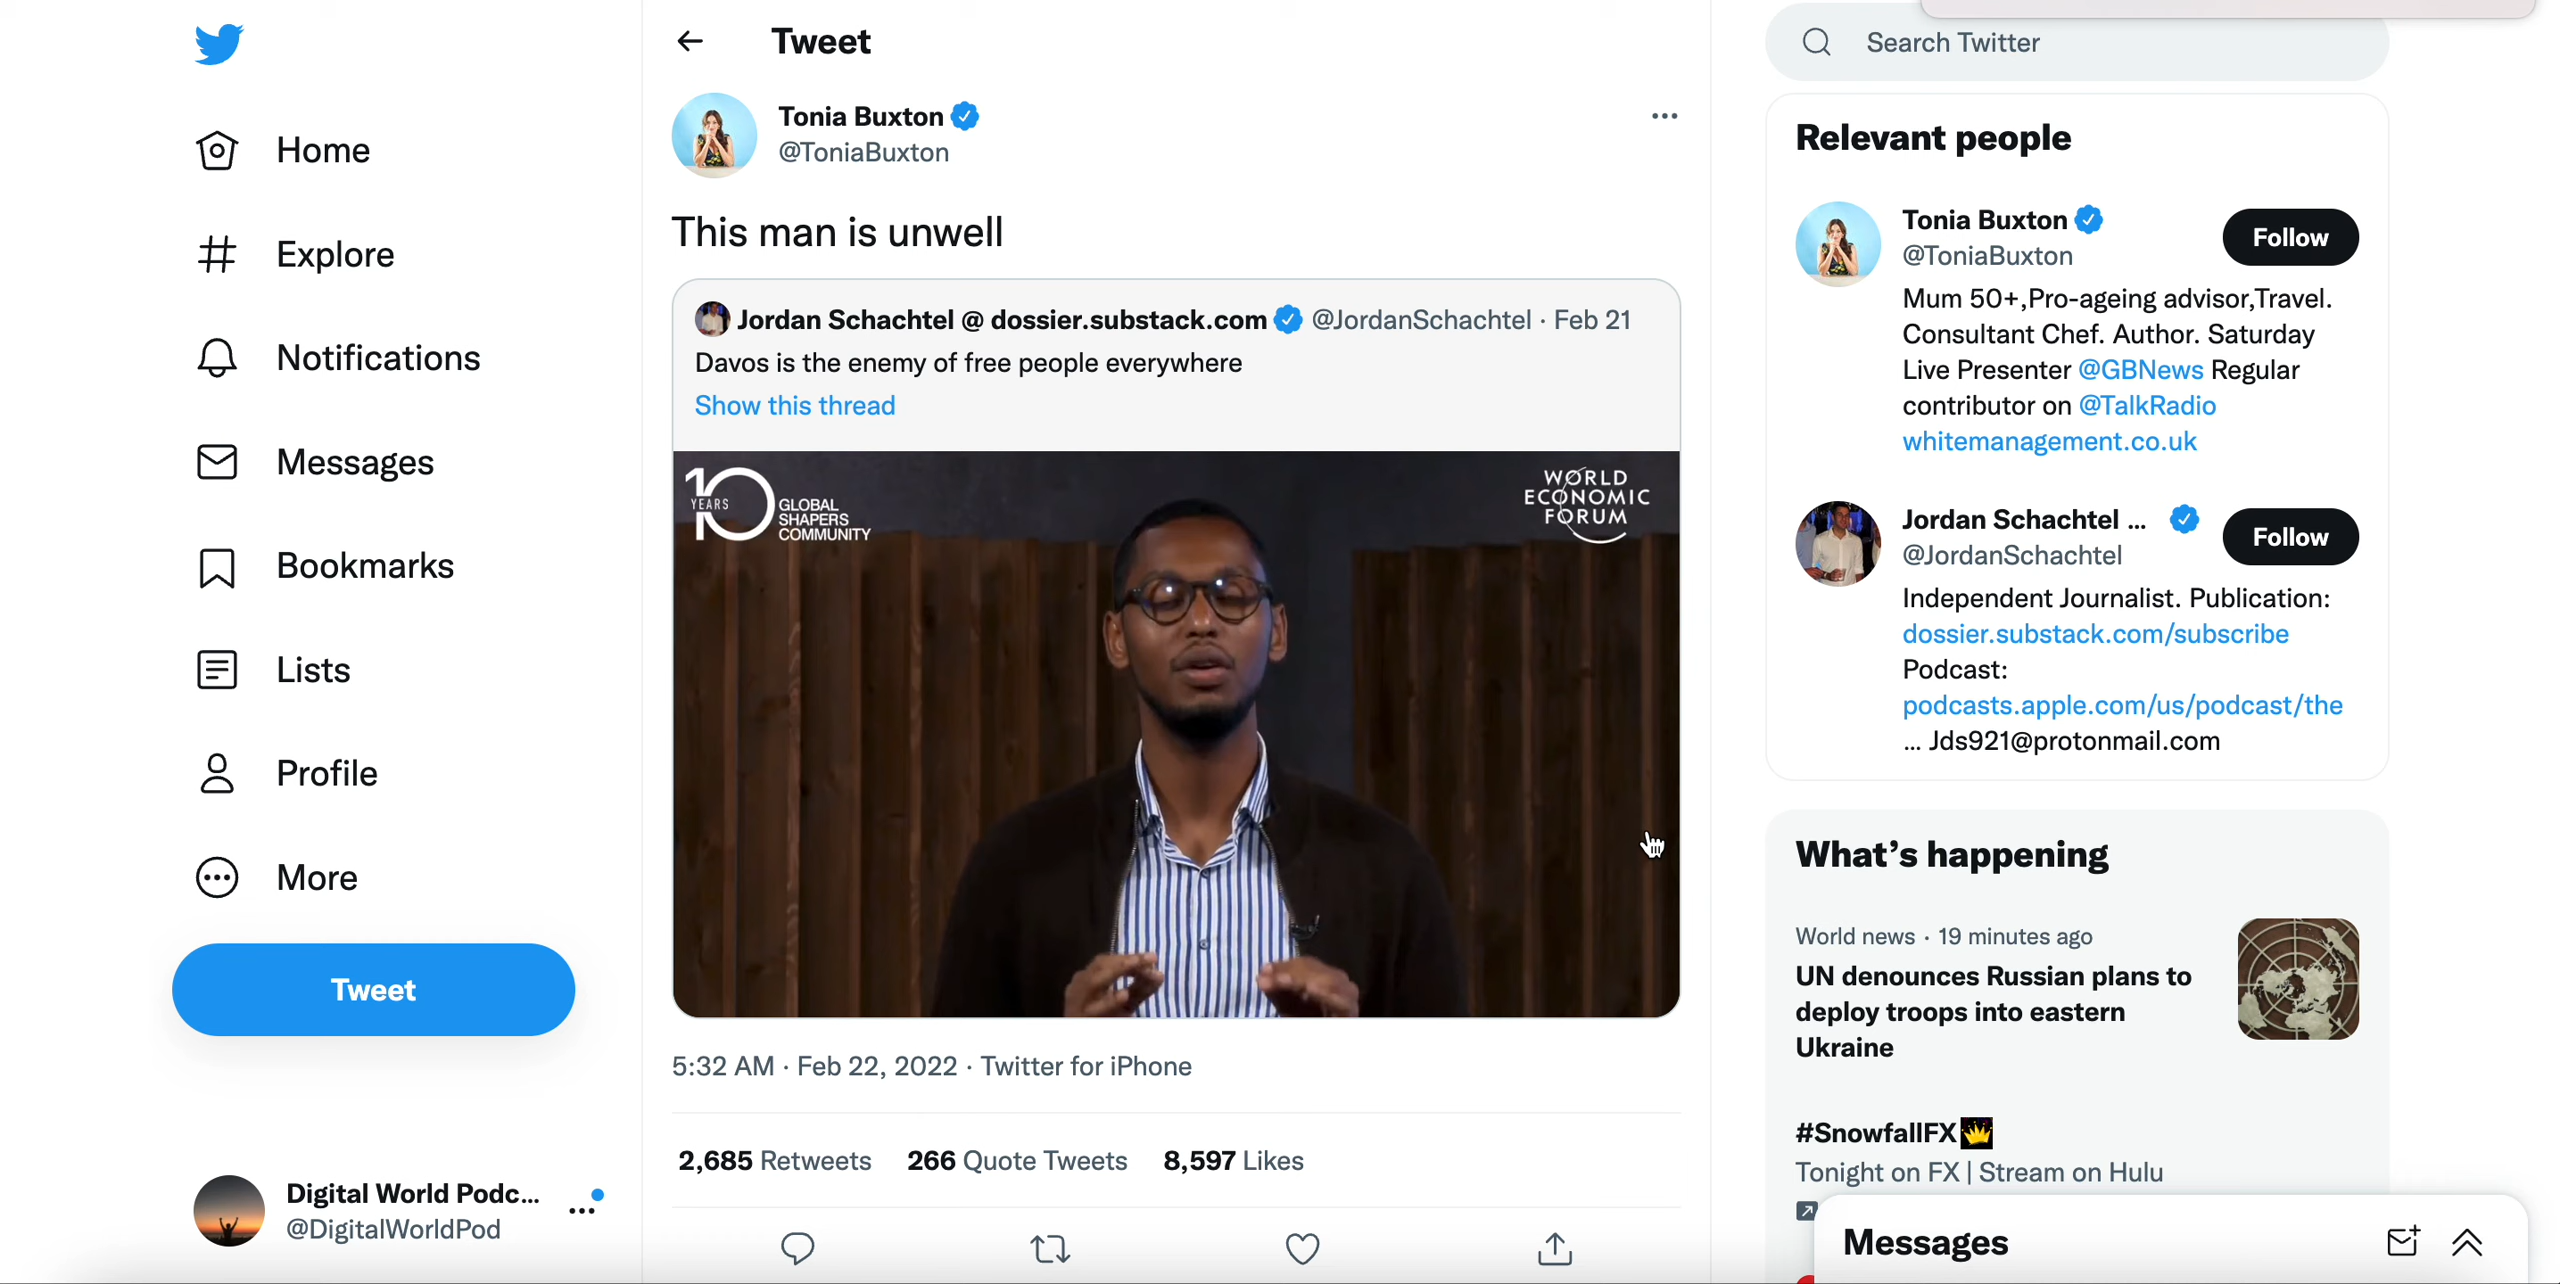 Home
Explore
Notifications
Messages
Bookmarks
Lists
Profile
More
Tweet
Digital World Podc...
@DigitalWorldPod
Tweet
Tonia Buxton
@ToniaBuxton
This man is unwell
Jordan Schachtel @ dossier.substack.com @JordanSchachtel · Feb 21
Davos is the enemy of free people everywhere
Show this thread
10
YEARS
GLOBAL
SHAPERS
COMMUNITY
WORLD
ECONOMIC
FORUM
5:32 AM · Feb 22, 2022 · Twitter for iPhone
2,685 Retweets 266 Quote Tweets 8,597 Likes
Search Twitter
Relevant people
Tonia Buxton
@ToniaBuxton
Follow
Mum 50+,Pro-ageing advisor,Travel.
Consultant Chef. Author. Saturday
Live Presenter @GBNews Regular
contributor on @TalkRadio
whitemanagement.co.uk
Jordan Schachtel ...
@JordanSchachtel
Follow
Independent Journalist. Publication:
dossier.substack.com/subscribe
Podcast:
podcasts.apple.com/us/podcast/the
... Jds921@protonmail.com
What's happening
World news · 19 minutes ago
UN denounces Russian plans to
deploy troops into eastern
Ukraine
#SnowfallFX
Tonight on FX | Stream on Hulu
Messages